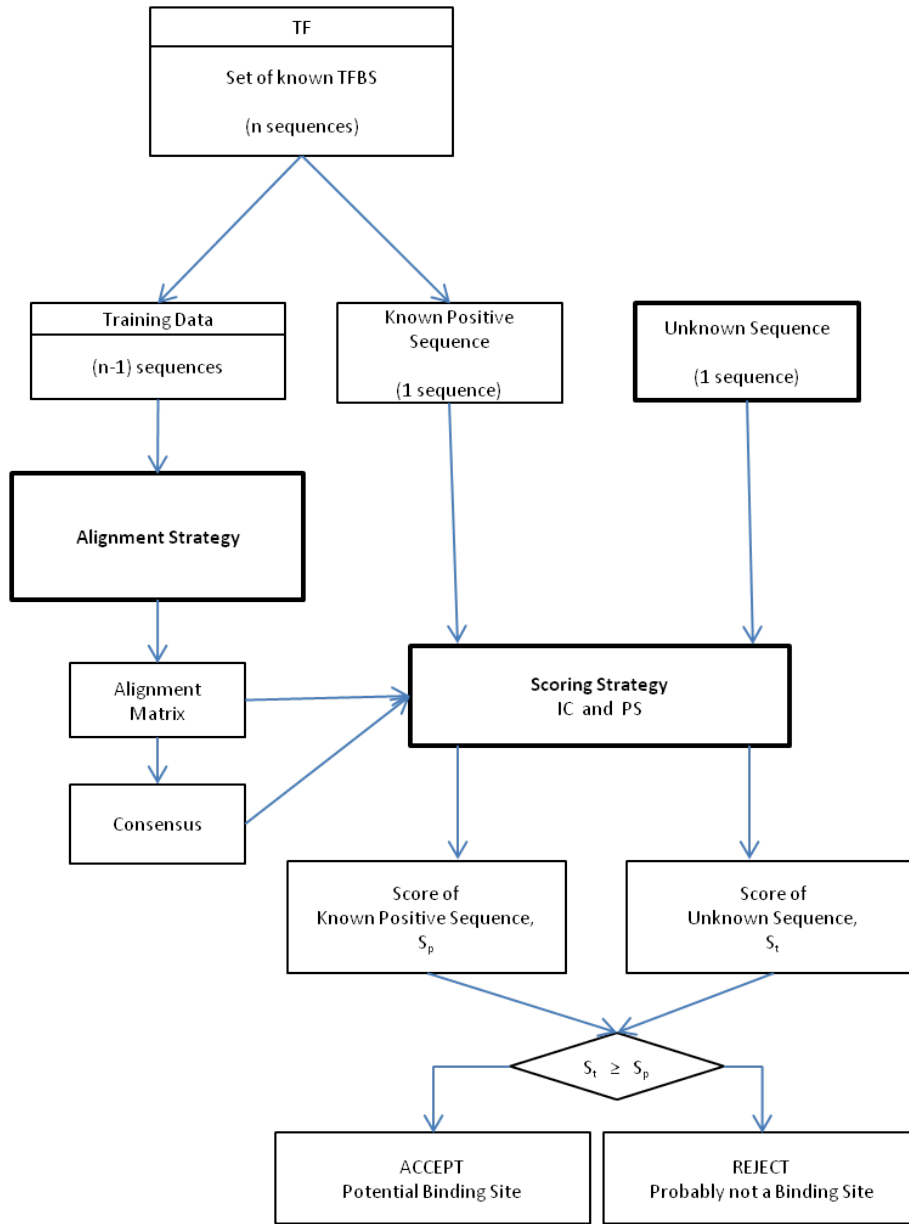 TF
Set of known TFBS
(n sequences)
Training Data
(n-1) sequences
Known Positive
Sequence
(1 sequence)
Unknown Sequence
(1 sequence)
Alignment Strategy
Alignment
Matrix
Consensus
Scoring Strategy
IC and PS
Score of
Known Positive Sequence,
Sp
Score of
Unknown Sequence,
St
St ≥ Sp
ACCEPT
Potential Binding Site
REJECT
Probably not a Binding Site